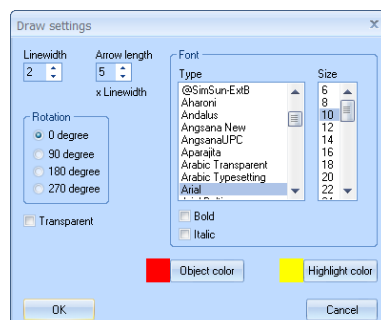 Draw settings
x
Linewidth
2
Arrow length
5
x Linewidth
Rotation
0 degree
90 degree
180 degree
270 degree
Transparent
Font
Type
@SimSun-ExtB
Aharoni
Andalus
Angsana New
AngsanaUPC
Aparajita
Arabic Transparent
Arabic Typesetting
Arial
Size
6
8
10
12
14
16
18
20
22
Bold
Italic
Object color
Highlight color
OK
Cancel